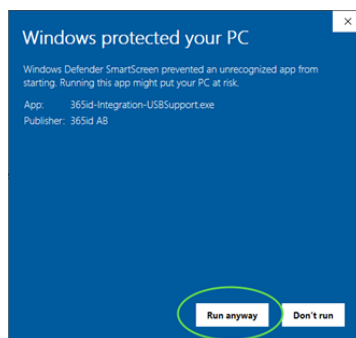 Windows protected your PC
Windows Defender SmartScreen prevented an unrecognized app from
starting. Running this app might put your PC at risk.
App: 365id-Integration-USBSupport.exe
Publisher: 365id AB
Run anyway Don't run